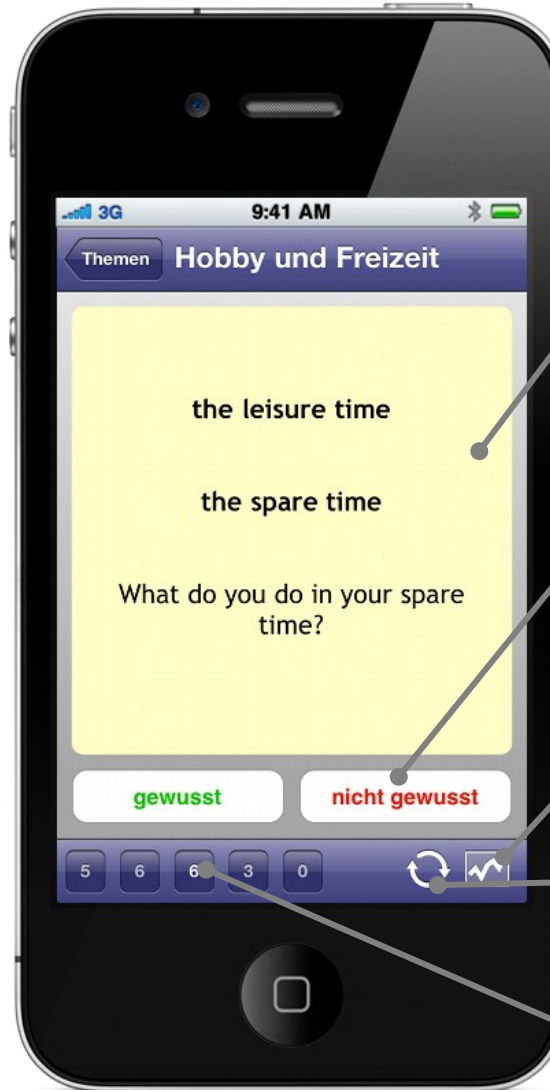 3G 9:41 AM
Themen Hobby und Freizeit
the leisure time
the spare time
What do you do in your spare
time?
gewusst nicht gewusst
5 6 6 3 0